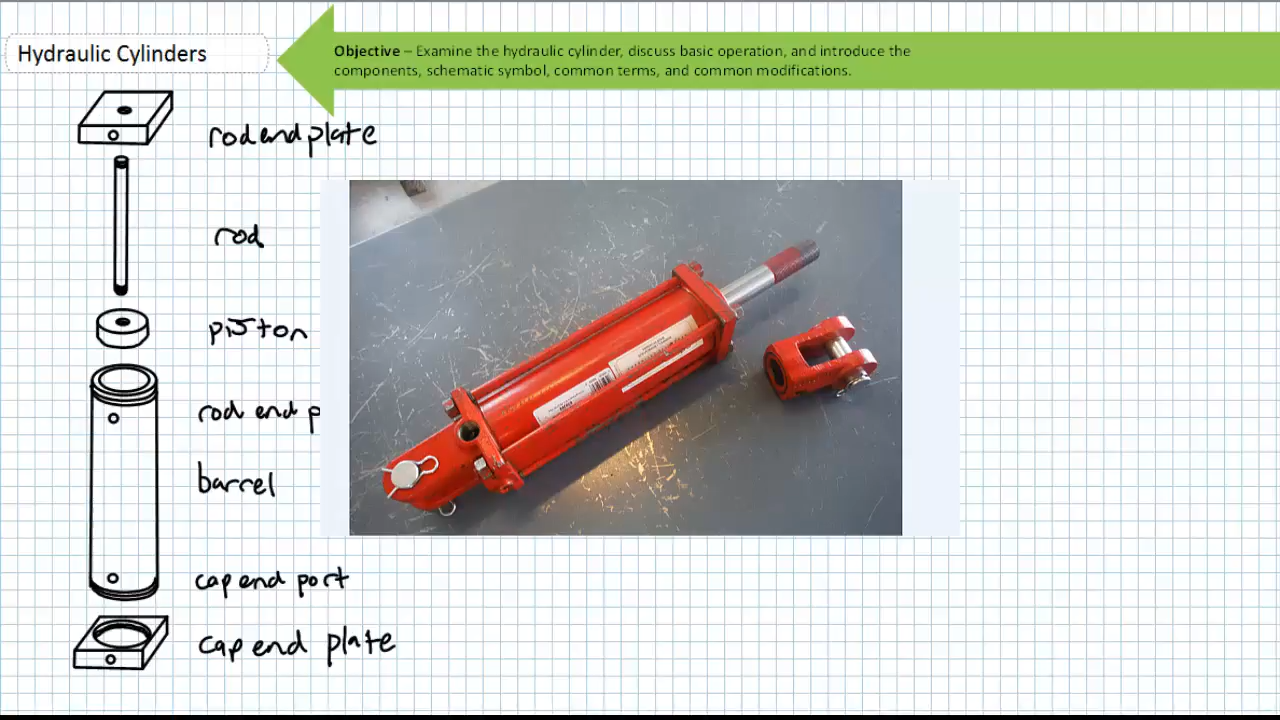 Hydraulic Cylinders
Objective – Examine the hydraulic cylinder, discuss basic operation, and introduce the
components, schematic symbol, common terms, and common modifications.
rod end plate
rod
piston
rod end p
barrel
cap end port
cap end plate